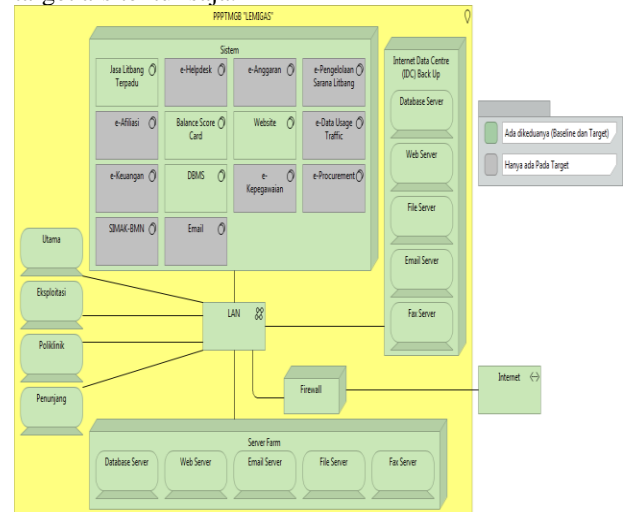 PPPTMGB "LEMIGAS"
Sistem
Jasa Litbang
Terpadu
e-Helpdesk
e-Anggaran
e-Pengelolaan
Sarana Litbang
e-Afiliasi
Balance Score
Card
Website
e-Data Usage
Traffic
e-Keuangan
DBMS
e-
Kepegawaian
e-Procurement
SIMAK-BMN
Email
Internet Data Centre
(IDC) Back Up
Database Server
Web Server
File Server
Email Server
Fax Server
Ada dikeduanya (Baseline dan Target)
Hanya ada Pada Target
Utama
Eksploitasi
Poliklinik
Penunjang
LAN
Firewall
Internet
Server Farm
Database Server
Web Server
Email Server
File Server
Fax Server